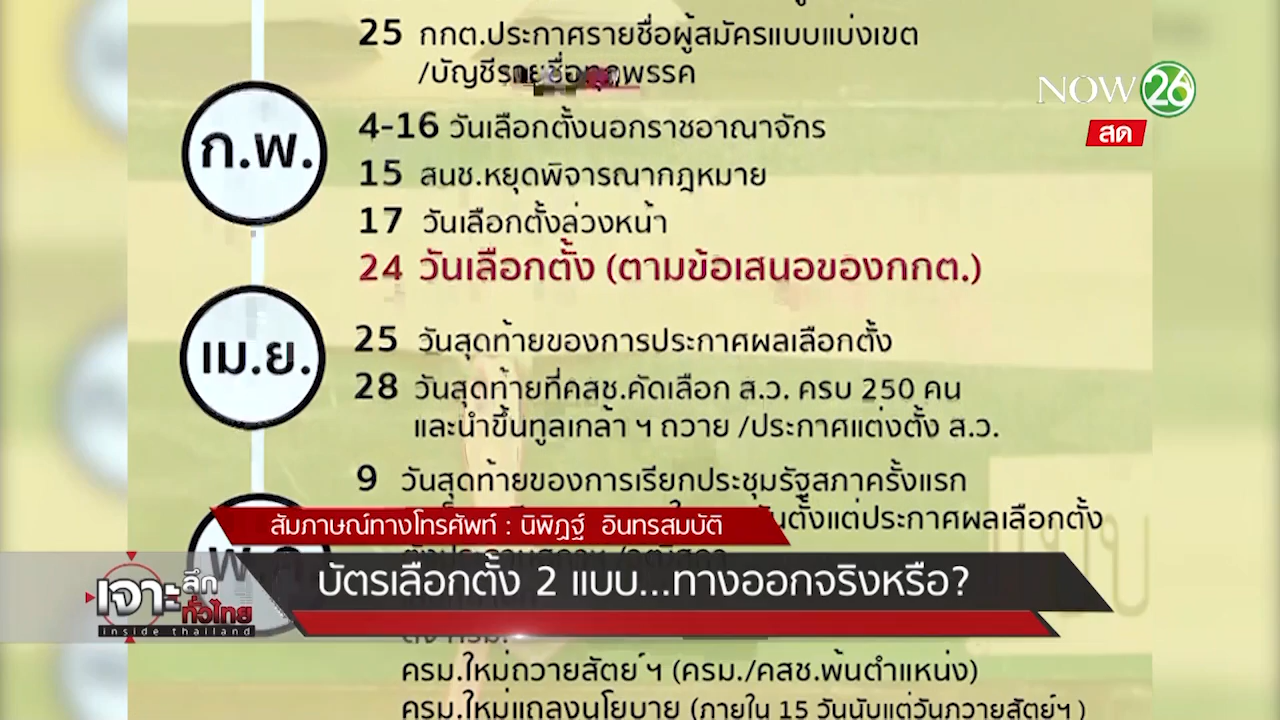 25 กกต.ประกาศรายชื่อผู้สมัครแบบแบ่งเขต
/บัญชีรายชื่อทุกพรรค
NOW 26
สด
ก.พ.
4-16 วันเลือกตั้งนอกราชอาณาจักร
15 สนช.หยุดพิจารณากฎหมาย
17 วันเลือกตั้งล่วงหน้า
24 วันเลือกตั้ง (ตามข้อเสนอของกกต.)
เม.ย.
25 วันสุดท้ายของการประกาศผลเลือกตั้ง
28 วันสุดท้ายที่คสช.คัดเลือก ส.ว. ครบ 250 คน
และนำขึ้นทูลเกล้า ฯ ถวาย /ประกาศแต่งตั้ง ส.ว.
9 วันสุดท้ายของการเรียกประชุมรัฐสภาครั้งแรก
ตั้งแต่ประกาศผลเลือกตั้ง
สัมภาษณ์ทางโทรศัพท์ : นิพิฏฐ์ อินทรสมบัติ
บัตรเลือกตั้ง 2 แบบ...ทางออกจริงหรือ?
เจาะลึกทั่วไทย
inside thailand
ครม.ใหม่ถวายสัตย์ ฯ (ครม./คสช.พ้นตำแหน่ง)
ครม.ใหม่แถลงนโยบาย (ภายใน 15 วันนับแต่วันถวายสัตย์ฯ )